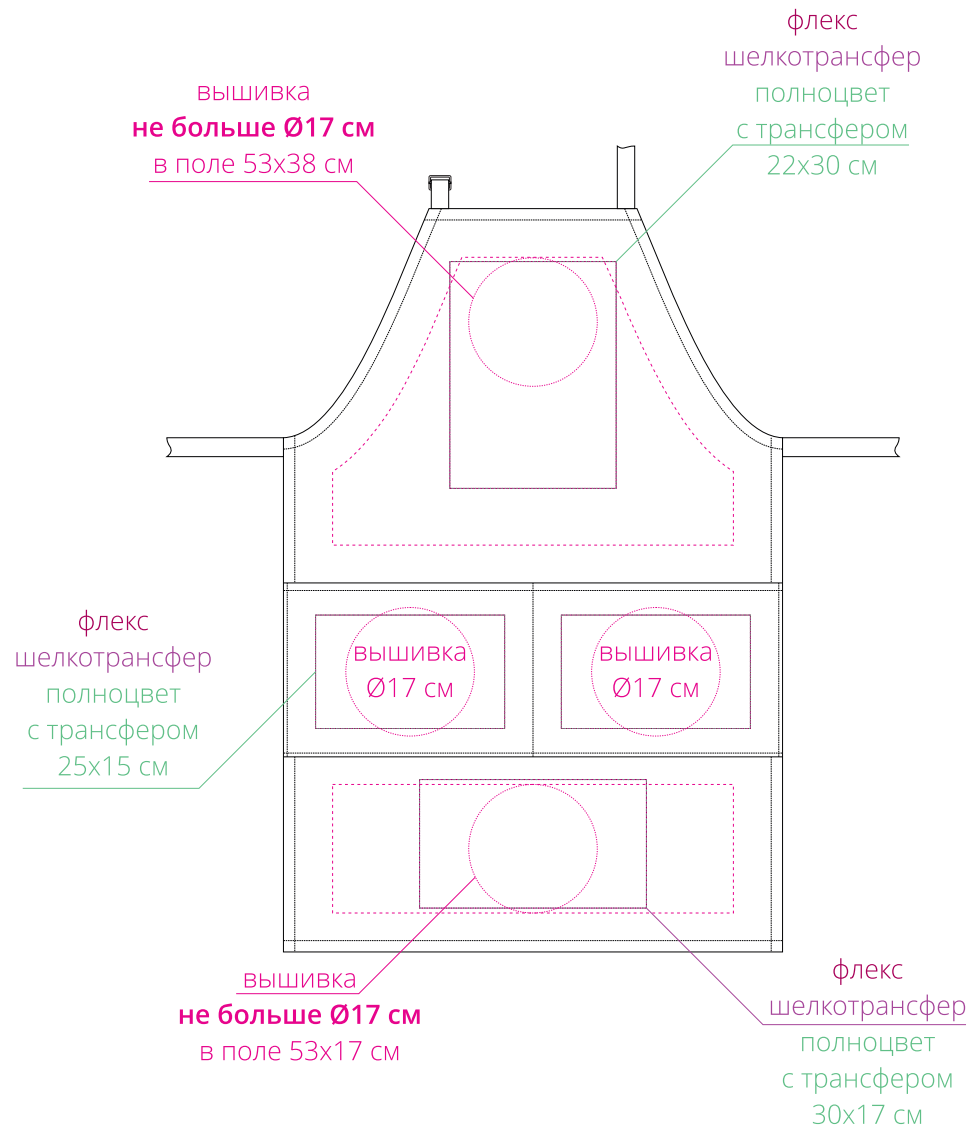 флекс
шелкотрансфер
полноцвет
с трансфером
22х30 см
вышивка
не больше Ø17 см
в поле 53х38 см
флекс
шелкотрансфер
полноцвет
с трансфером
25х15 см
вышивка
Ø17 см
вышивка
Ø17 см
вышивка
не больше Ø17 см
в поле 53х17 см
флекс
шелкотрансфер
полноцвет
с трансфером
30х17 см